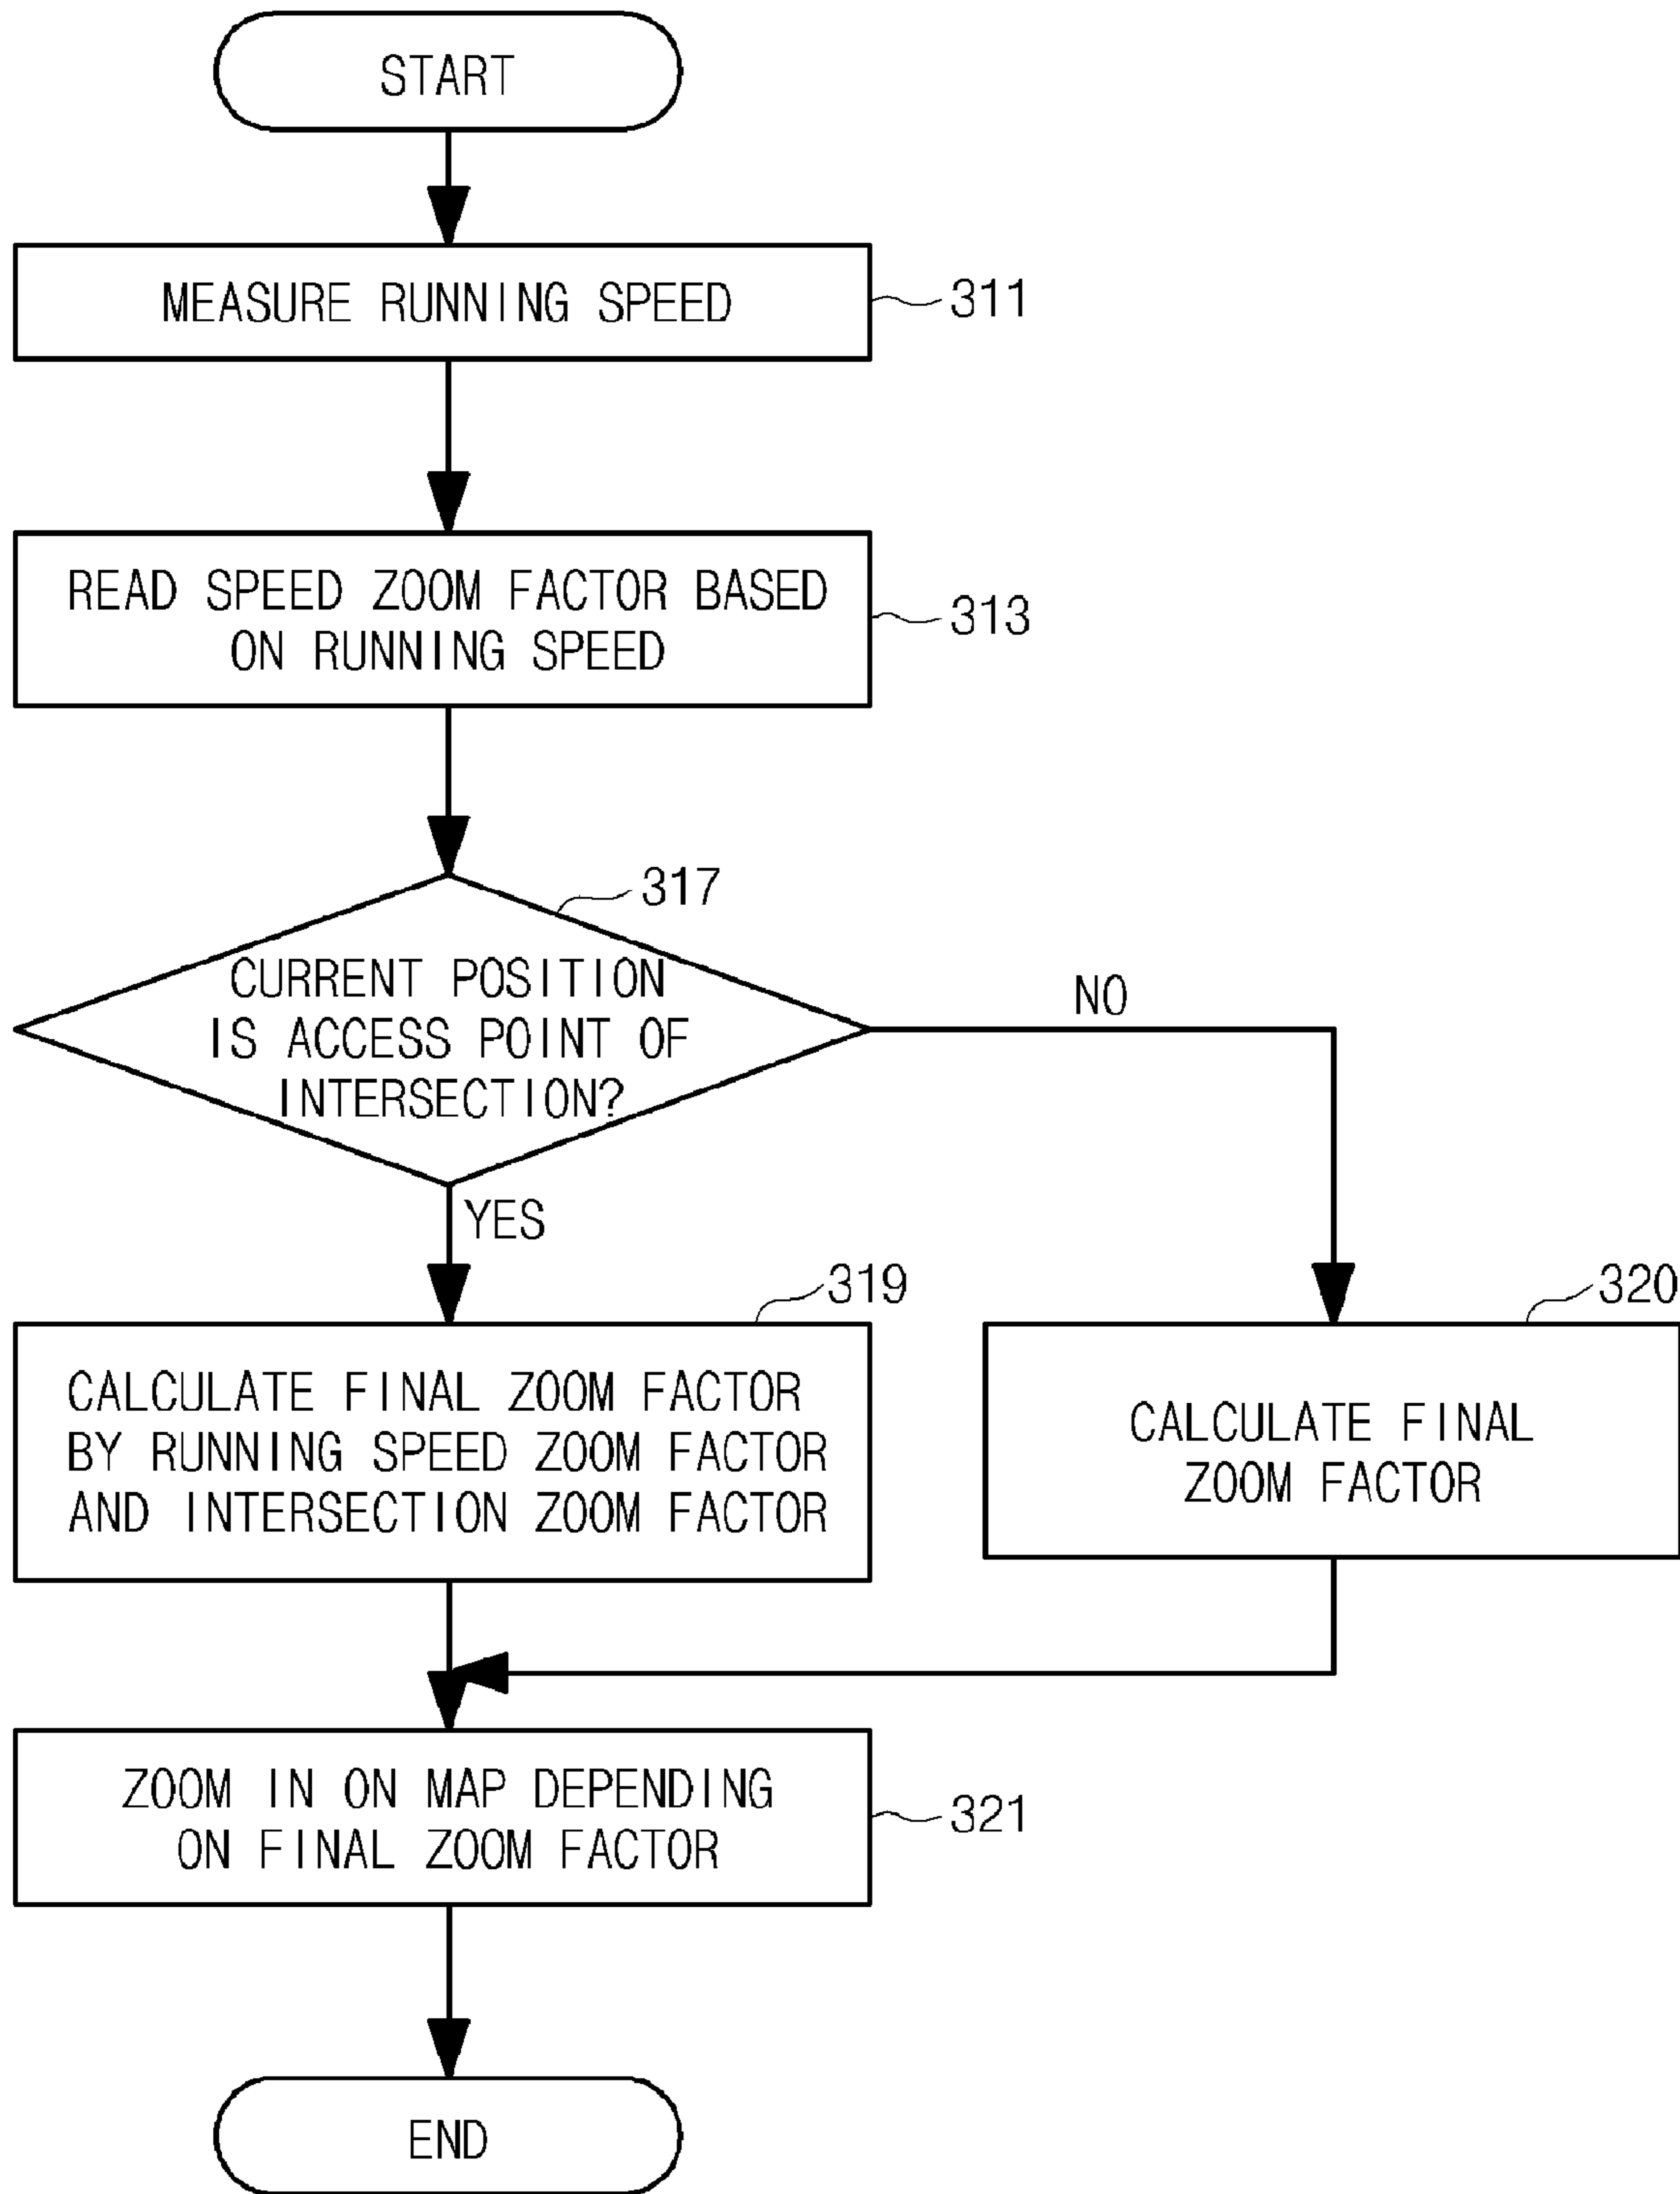 START
MEASURE RUNNING SPEED
311
READ SPEED ZOOM FACTOR BASED
ON RUNNING SPEED
313
317
CURRENT POSITION
IS ACCESS POINT OF
INTERSECTION?
NO
YES
319
CALCULATE FINAL ZOOM FACTOR
BY RUNNING SPEED ZOOM FACTOR
AND INTERSECTION ZOOM FACTOR
320
CALCULATE FINAL
ZOOM FACTOR
ZOOM IN ON MAP DEPENDING
ON FINAL ZOOM FACTOR
321
END